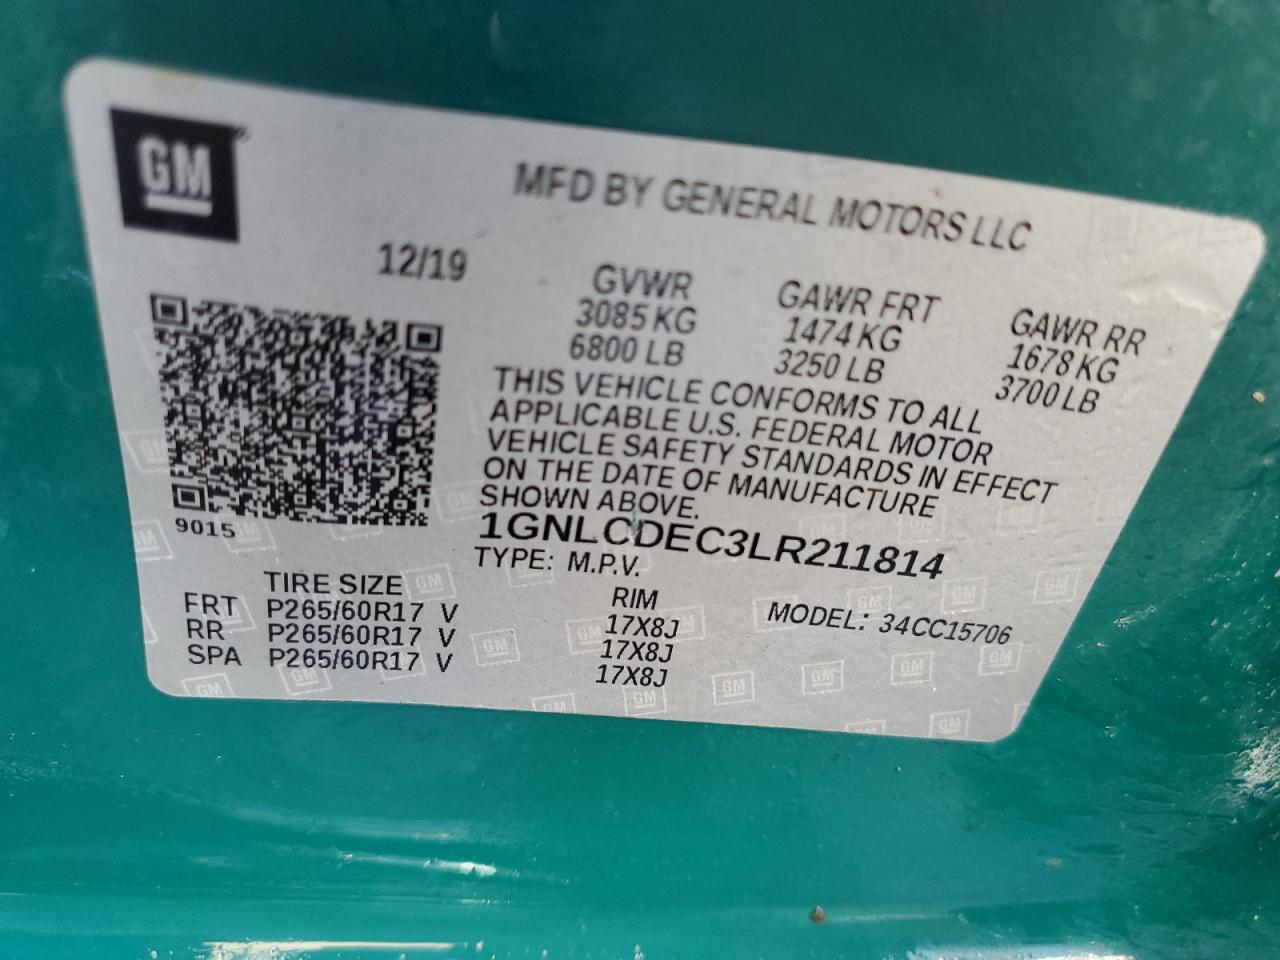 GM
MFD BY GENERAL MOTORS LLC
12/19
GVWR GAWR FRT GAWR RR
3085 KG 1474 KG 1678 KG
6800 LB 3250 LB 3700 LB
THIS VEHICLE CONFORMS TO ALL
APPLICABLE U.S. FEDERAL MOTOR
VEHICLE SAFETY STANDARDS IN EFFECT
ON THE DATE OF MANUFACTURE
SHOWN ABOVE.
9015
1GNLCDEC3LR211814
TYPE: M.P.V.
MODEL: 34CC15706
TIRE SIZE RIM
FRT P265/60R17 V 17X8J
RR P265/60R17 V 17X8J
SPA P265/60R17 V 17X8J